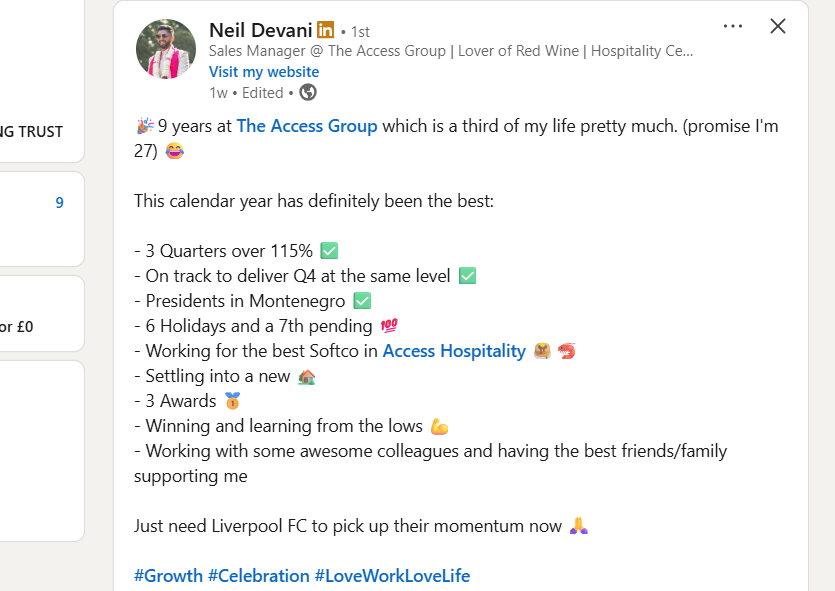 Neil Devani in • 1st
Sales Manager @ The Access Group | Lover of Red Wine | Hospitality Ce...
Visit my website
1w • Edited •
NG TRUST
9
or £0
🎉 9 years at The Access Group which is a third of my life pretty much. (promise I'm
27) 😂
This calendar year has definitely been the best:
- 3 Quarters over 115% ✅
- On track to deliver Q4 at the same level ✅
- Presidents in Montenegro ✅
- 6 Holidays and a 7th pending 💯
- Working for the best Softco in Access Hospitality 🍱 🦐
- Settling into a new 🏠
- 3 Awards 🏅
- Winning and learning from the lows 💪
- Working with some awesome colleagues and having the best friends/family
supporting me
Just need Liverpool FC to pick up their momentum now 🙏
#Growth #Celebration #LoveWorkLoveLife